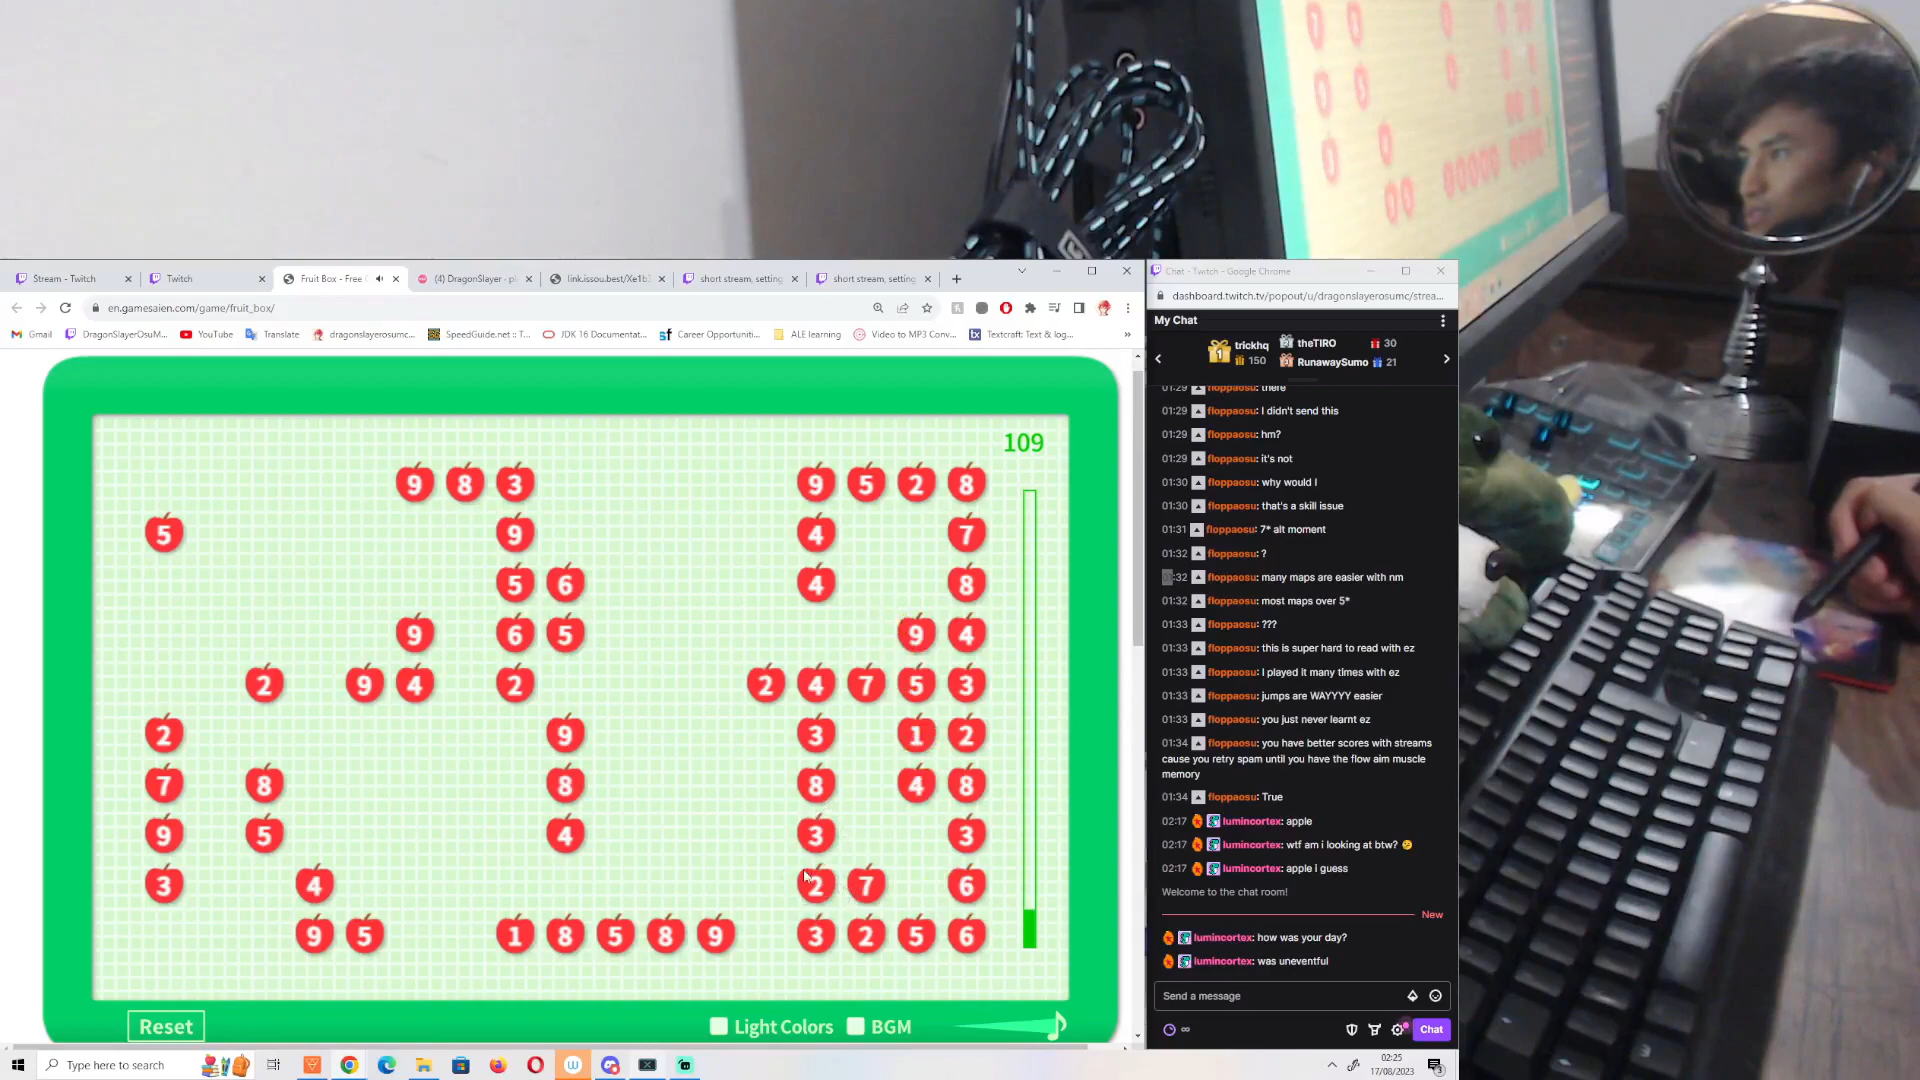 Stream - Twitch
Twitch
Fruit Box - Free
(4) DragonSlayer - pl
link.issou.best/Xe1b
short stream, setting
short stream, setting
en.gamesaien.com/game/fruit_box/
Gmail
DragonSlayerOsuM...
YouTube
Translate
dragonslayerosumc...
SpeedGuide.net :: T...
JDK 16 Documentat...
Career Opportuniti...
ALE learning
Video to MP3 Conv...
Textcraft: Text & log...
109
9 8 3 9 5 2 8
5 9 4 7
5 6 4 8
9 6 5 9 4
2 9 4 2 2 4 7 5 3
2 9 3 1 2
7 8 8 8 4 8
9 5 4 3 3
3 4 2 7 6
9 5 1 8 5 8 9 3 2 5 6
Reset
Light Colors
BGM
Chat - Twitch - Google Chrome
dashboard.twitch.tv/popout/u/dragonslayerosumc/strea...
My Chat
1 trickhq 150
theTIRO 30
RunawaySumo 21
01:29 floppaosu: there
01:29 floppaosu: I didn't send this
01:29 floppaosu: hm?
01:29 floppaosu: it's not
01:30 floppaosu: why would I
01:30 floppaosu: that's a skill issue
01:31 floppaosu: 7* alt moment
01:32 floppaosu: ?
01:32 floppaosu: many maps are easier with nm
01:32 floppaosu: most maps over 5*
01:33 floppaosu: ???
01:33 floppaosu: this is super hard to read with ez
01:33 floppaosu: I played it many times with ez
01:33 floppaosu: jumps are WAYYYY easier
01:33 floppaosu: you just never learnt ez
01:34 floppaosu: you have better scores with streams
cause you retry spam until you have the flow aim muscle
memory
01:34 floppaosu: True
02:17 lumincortex: apple
02:17 lumincortex: wtf am i looking at btw?
02:17 lumincortex: apple i guess
Welcome to the chat room!
New
lumincortex: how was your day?
lumincortex: was uneventful
Send a message
Chat
Type here to search
02:25
17/08/2023